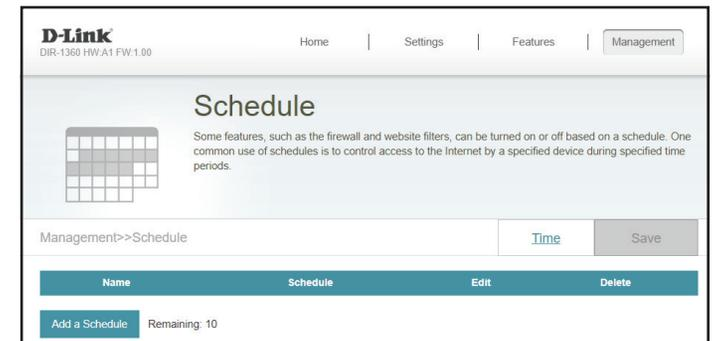 D-Link
DIR-1360 HW:A1 FW:1.00
Home | Settings | Features | Management
Schedule
Some features, such as the firewall and website filters, can be turned on or off based on a schedule. One
common use of schedules is to control access to the Internet by a specified device during specified time
periods.
Management>>Schedule
Time
Save
Name Schedule Edit Delete
Add a Schedule Remaining: 10